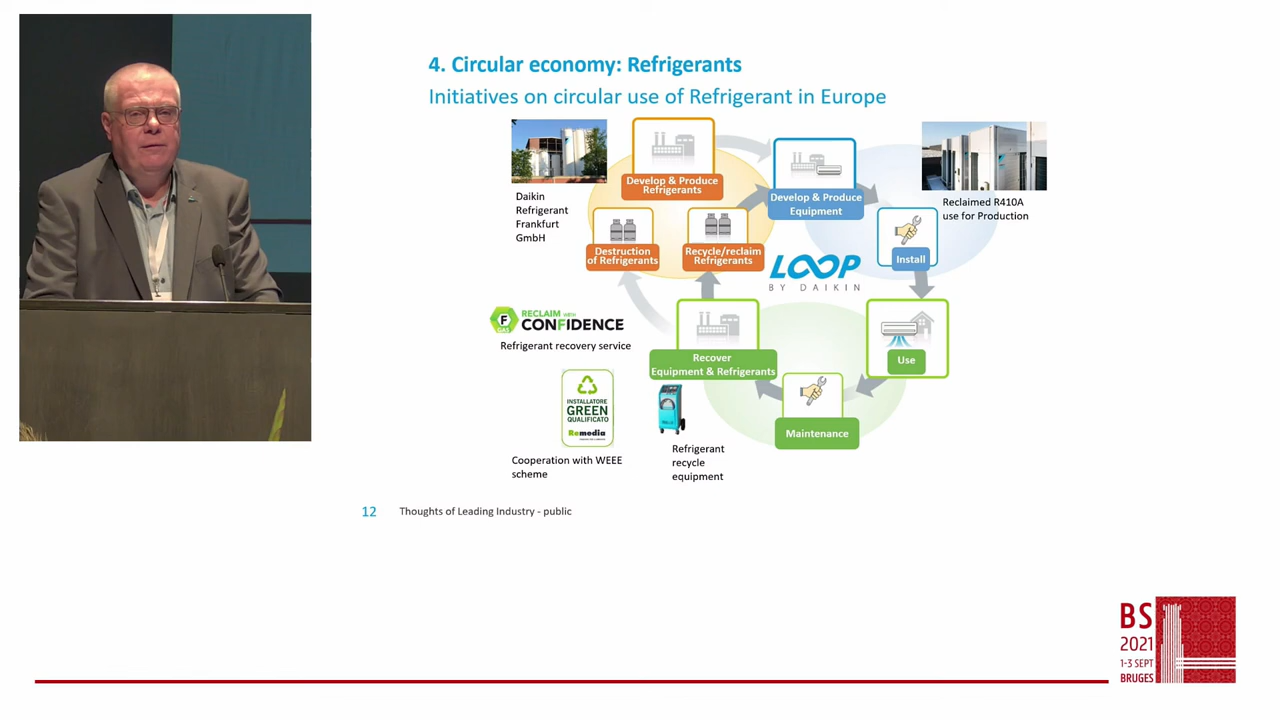 4. Circular economy: Refrigerants
Initiatives on circular use of Refrigerant in Europe
Develop & Produce
Refrigerants
Develop & Produce
Equipment
Daikin
Refrigerant
Frankfurt
GmbH
Reclaimed R410A
use for Production
Destruction
of Refrigerants
Recycle/reclaim
Refrigerants
Install
LOOP
BY DAIKIN
F
GAS
RECLAIM WITH
CONFIDENCE
Refrigerant recovery service
Recover
Equipment & Refrigerants
Use
INSTALLATORE
GREEN
QUALIFICATO
Remedia
Maintenance
Cooperation with WEEE
scheme
Refrigerant
recycle
equipment
12
Thoughts of Leading Industry - public
BS
2021
1-3 SEPT
BRUGES